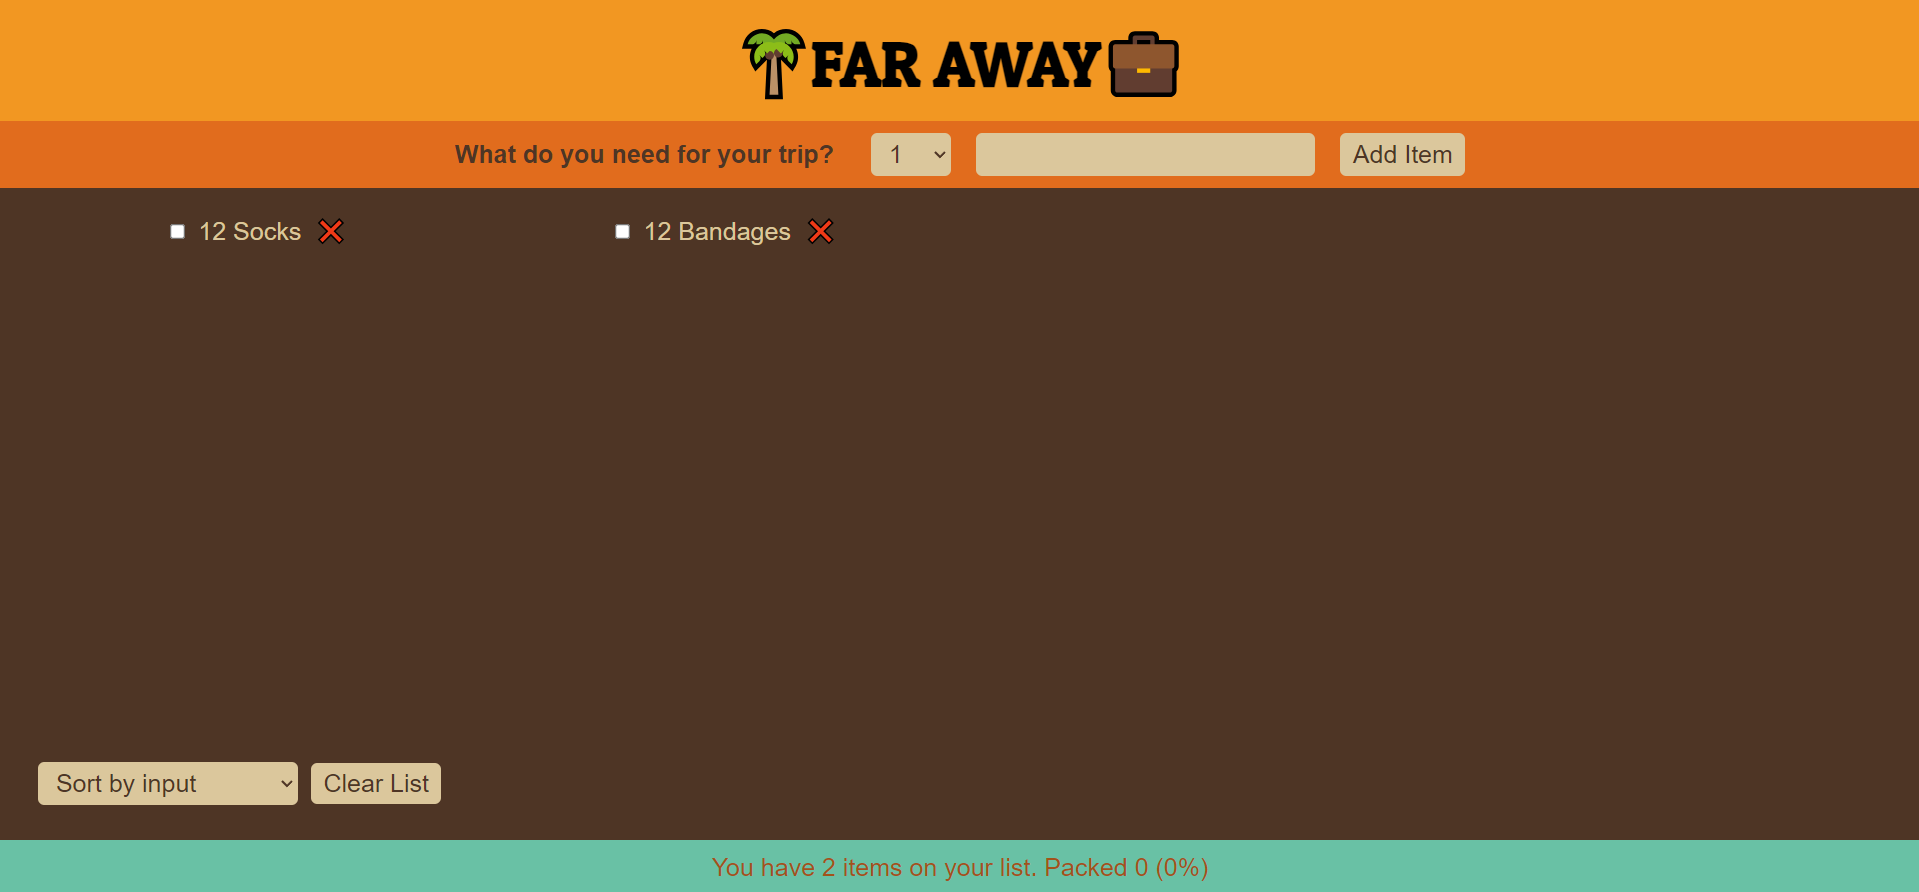 FAR AWAY
What do you need for your trip? 1 Add Item
12 Socks 12 Bandages
Sort by input Clear List
You have 2 items on your list. Packed 0 (0%)